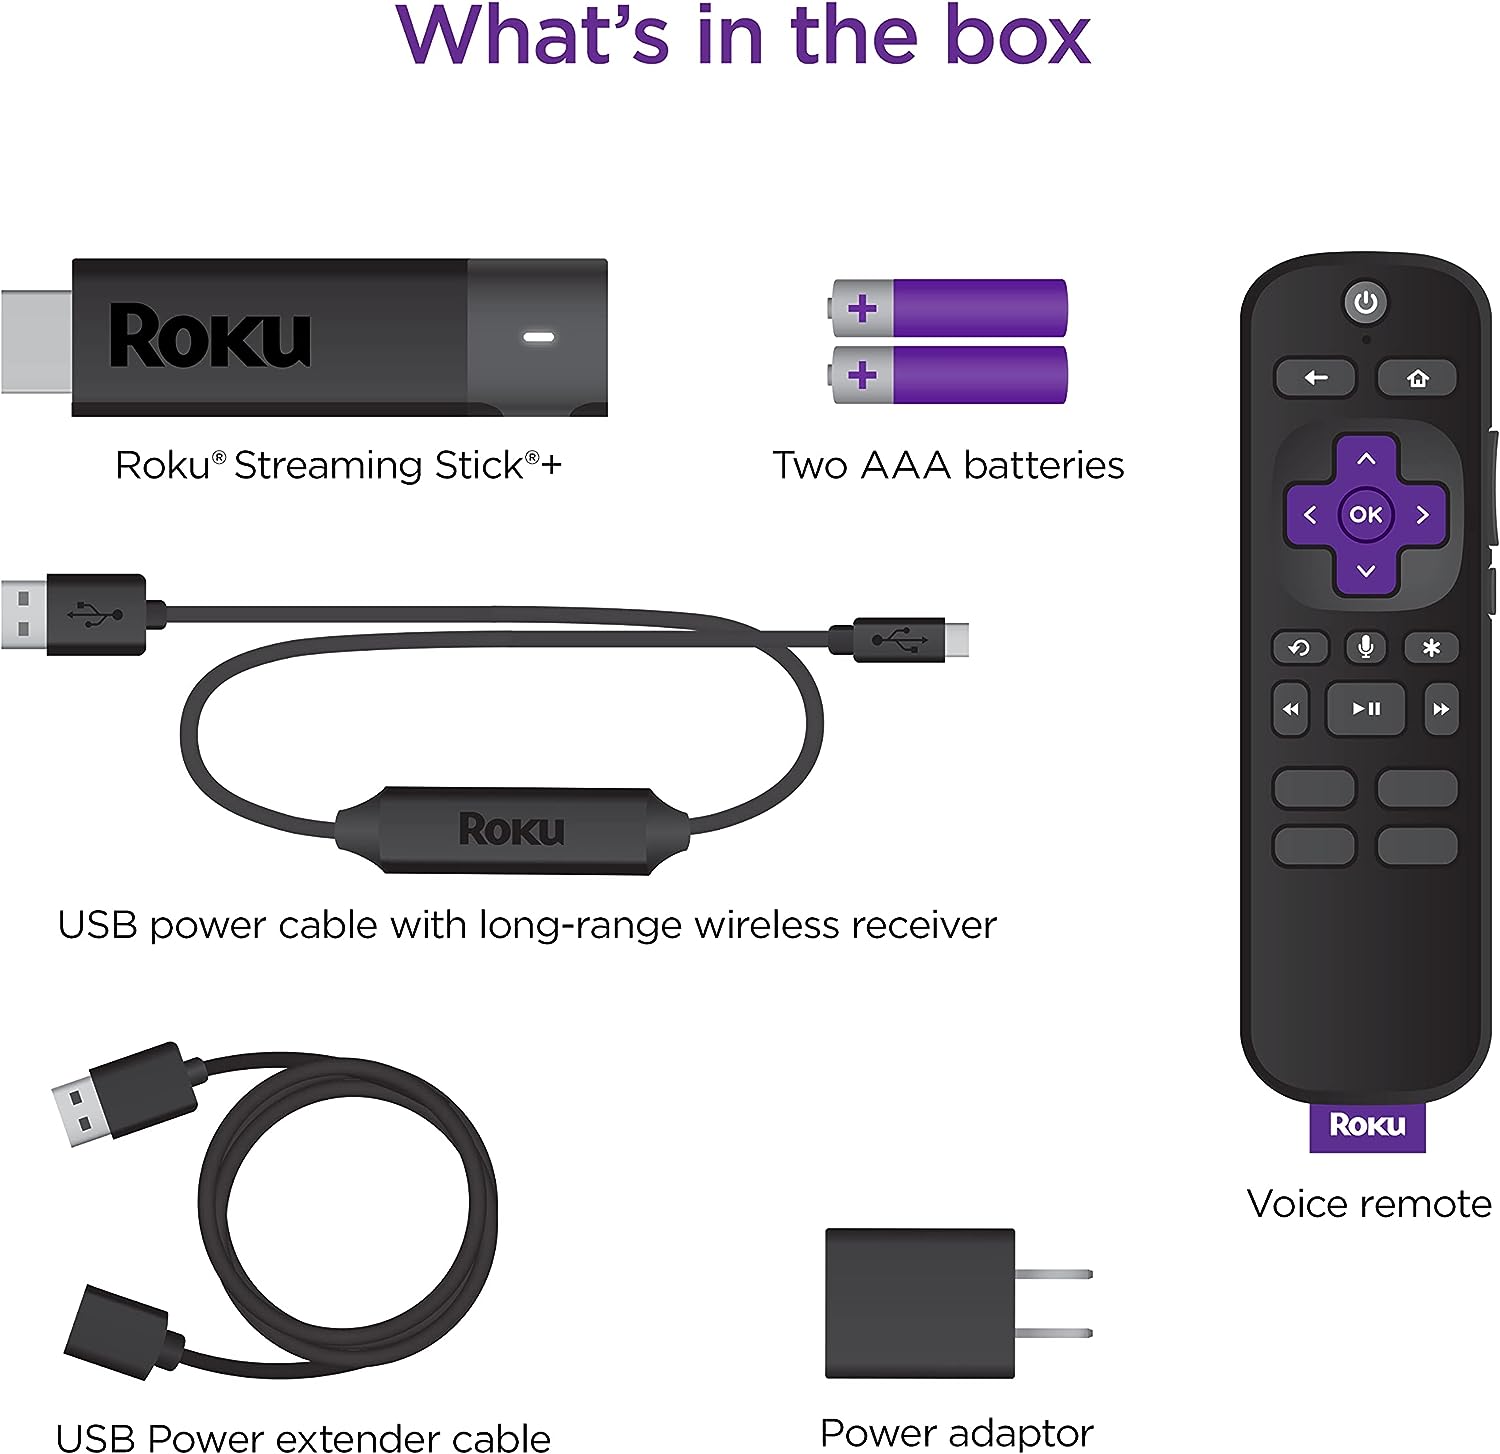 What’s in the box
ROKU
Roku® Streaming Stick®+
Two AAA batteries
OK
ROKU
USB power cable with long-range wireless receiver
ROKU
Voice remote
USB Power extender cable
Power adaptor